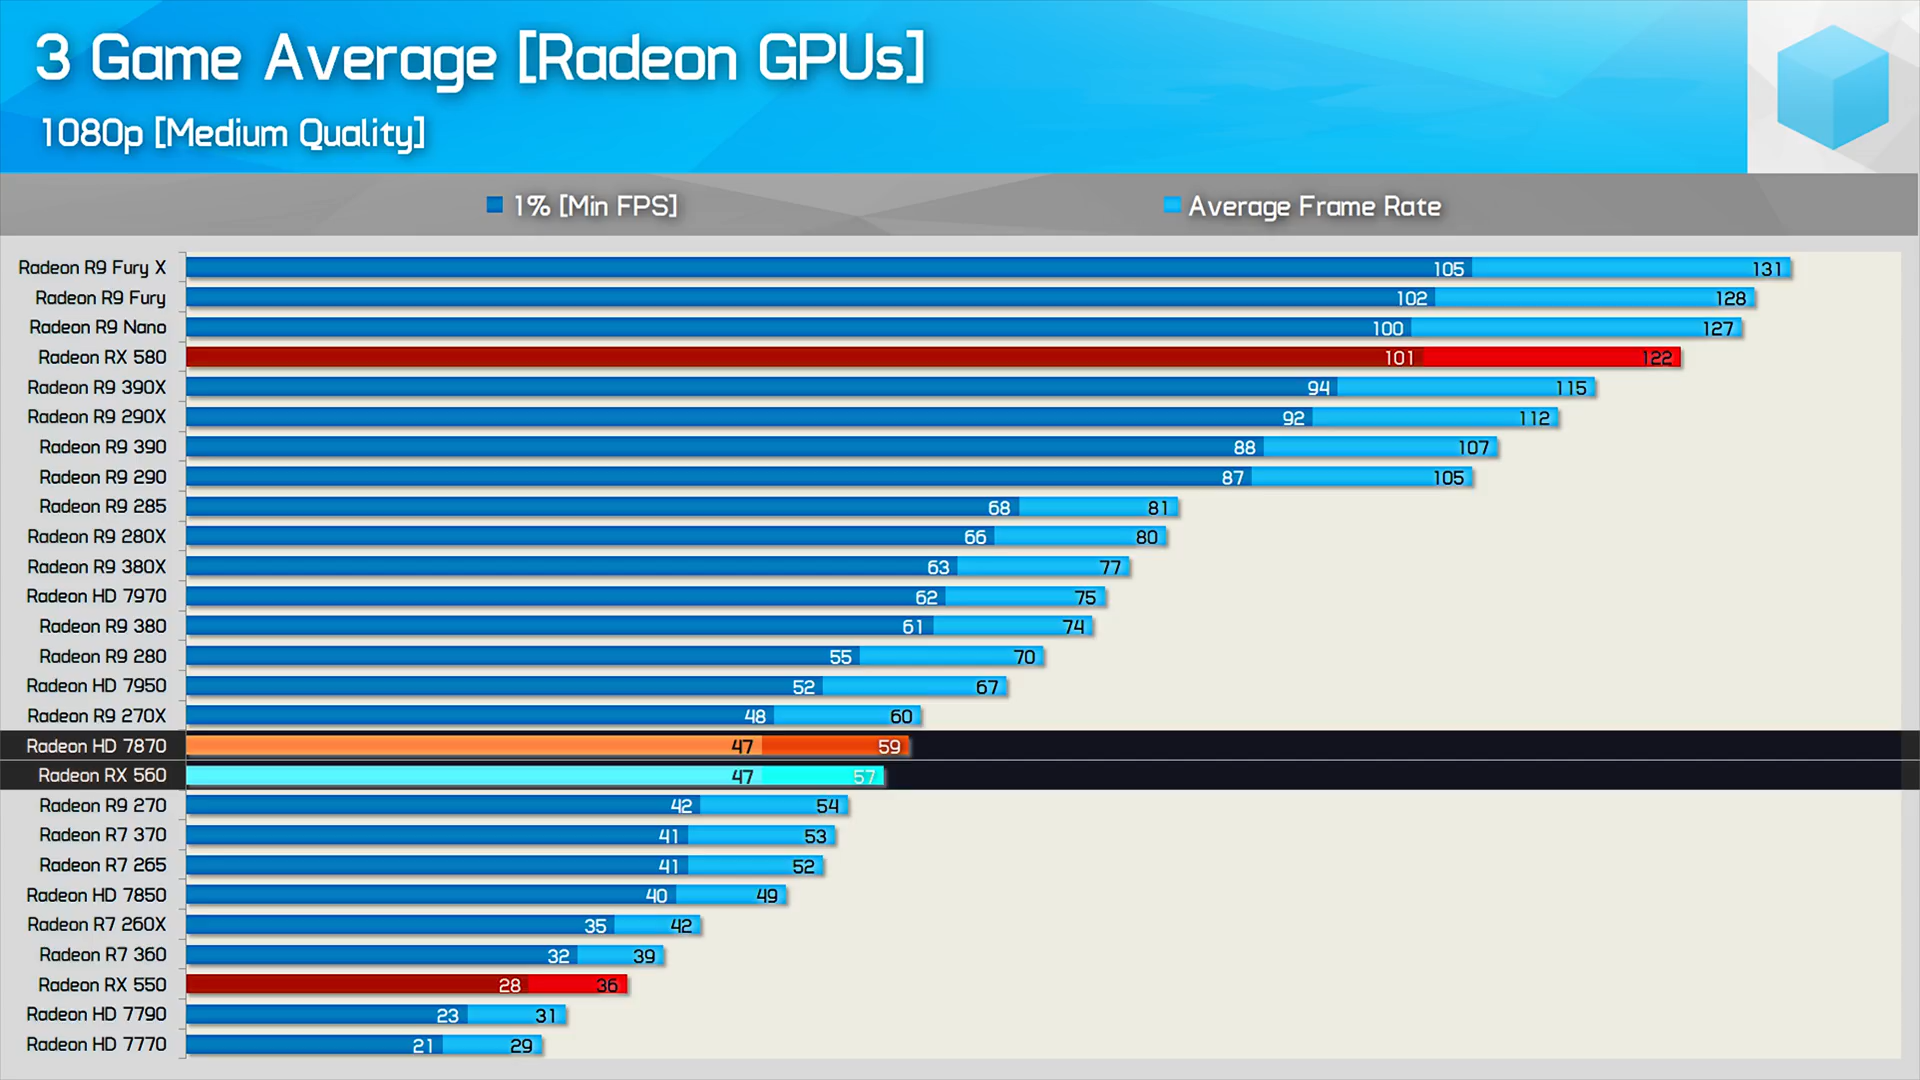 3 Game Average [Radeon GPUs]
1080p [Medium Quality]
1% [Min FPS] Average Frame Rate
Radeon R9 Fury X 105 131
Radeon R9 Fury 102 128
Radeon R9 Nano 100 127
Radeon RX 580 101 122
Radeon R9 390X 94 115
Radeon R9 290X 92 112
Radeon R9 390 88 107
Radeon R9 290 87 105
Radeon R9 285 68 81
Radeon R9 280X 66 80
Radeon R9 380X 63 77
Radeon HD 7970 62 75
Radeon R9 380 61 74
Radeon R9 280 55 70
Radeon HD 7950 52 67
Radeon R9 270X 48 60
Radeon HD 7870 47 59
Radeon RX 560 47 57
Radeon R9 270 42 54
Radeon R7 370 41 53
Radeon R7 265 41 52
Radeon HD 7850 40 49
Radeon R7 260X 35 42
Radeon R7 360 32 39
Radeon RX 550 28 36
Radeon HD 7790 23 31
Radeon HD 7770 21 29